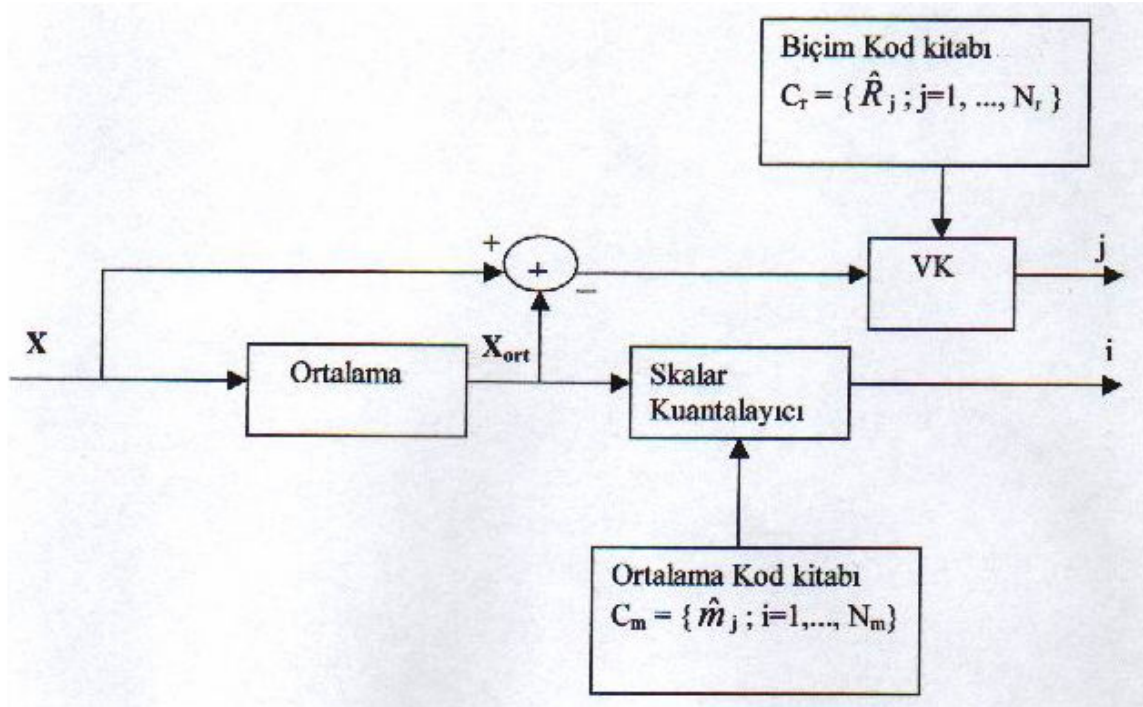 Biçim Kod kitabı
Cᵣ = { R̂ j ; j=1, ..., Nᵣ }
+
+
−
VK
j
X
Ortalama
Xort
Skalar
Kuantalayıcı
i
Ortalama Kod kitabı
Cm = { m̂ j ; i=1,..., Nm}